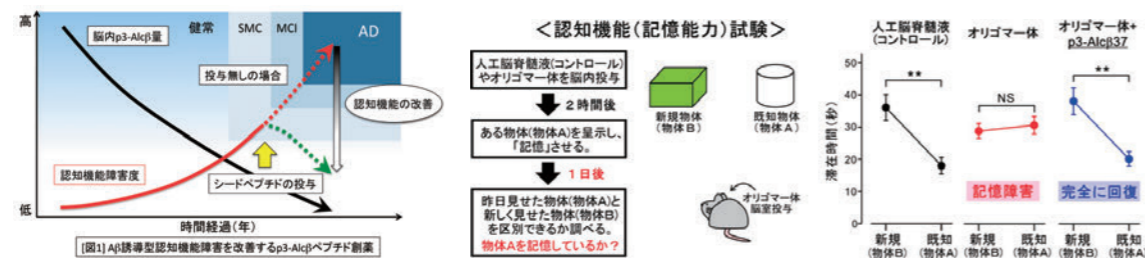 高
脳内p3-Alcβ量
健常
SMC
MCI
AD
投与無しの場合
認知機能の改善
認知機能障害度
シードペプチドの投与
低
時間経過(年)
[図1] Aβ誘導型認知機能障害を改善するp3-Alcβペプチド創薬
＜認知機能(記憶能力)試験＞
人工脳脊髄液(コントロール)
やオリゴマー体を脳内投与
2時間後
ある物体(物体A)を呈示し、
「記憶」させる。
1日後
昨日見せた物体(物体A)と
新しく見せた物体(物体B)
を区別できるか調べる。
物体Aを記憶しているか？
新規物体
(物体B)
既知物体
(物体A)
オリゴマー体
脳室投与
人工脳脊髄液
(コントロール)
オリゴマー体
オリゴマー体+
p3-Alcβ37
滞在時間(秒)
50
40
30
20
10
0
**
NS
**
記憶障害
完全に回復
新規
(物体B)
既知
(物体A)
新規
(物体B)
既知
(物体A)
新規
(物体B)
既知
(物体A)